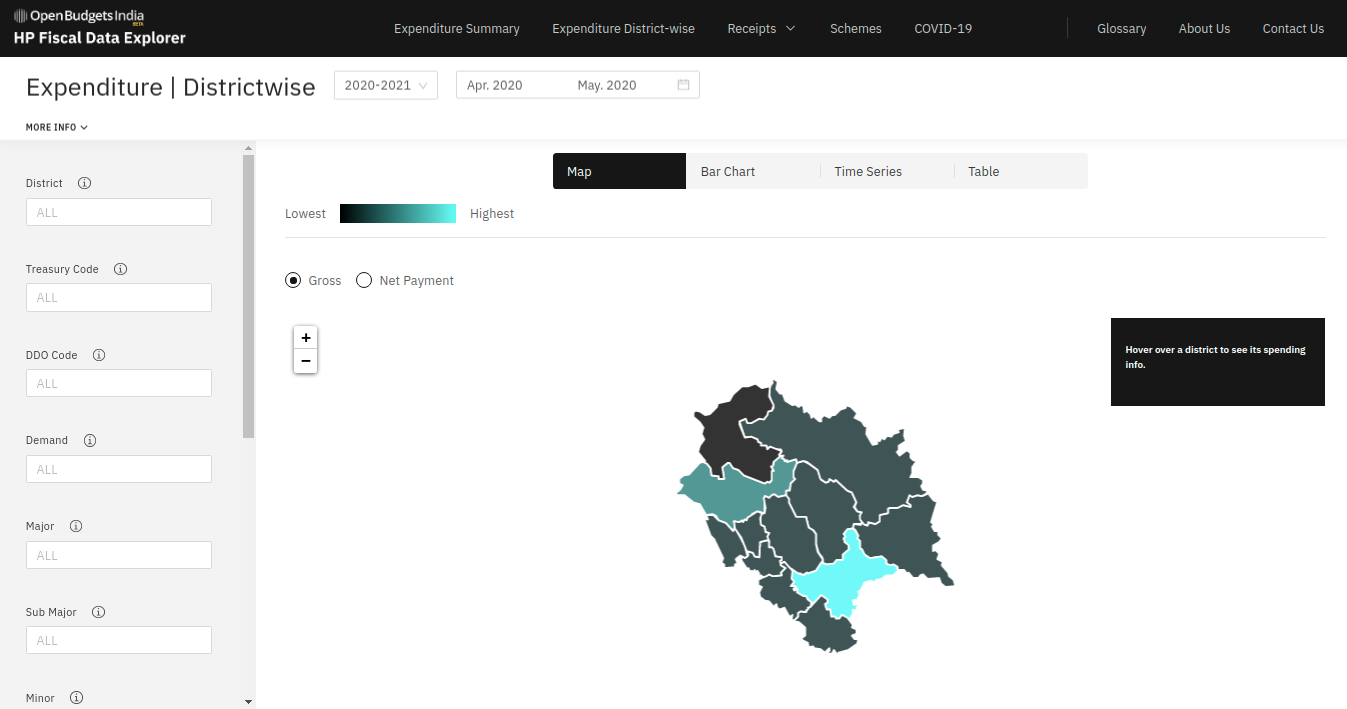 OpenBudgetsIndia
BETA
HP Fiscal Data Explorer
Expenditure Summary
Expenditure District-wise
Receipts
Schemes
COVID-19
Glossary
About Us
Contact Us
Expenditure | Districtwise
2020-2021
Apr. 2020
May. 2020
MORE INFO
District
ALL
Treasury Code
ALL
DDO Code
ALL
Demand
ALL
Major
ALL
Sub Major
ALL
Minor
Map
Bar Chart
Time Series
Table
Lowest
Highest
Gross
Net Payment
+
−
Hover over a district to see its spending
info.